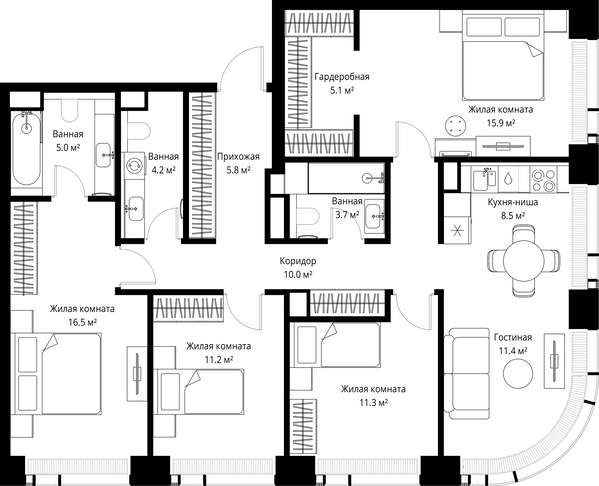 Гардеробная
5.1 м²
Жилая комната
15.9 м²
Ванная
5.0 м²
Ванная
4.2 м²
Прихожая
5.8 м²
Ванная
3.7 м²
Кухня-ниша
8.5 м²
Коридор
10.0 м²
Жилая комната
16.5 м²
Жилая комната
11.2 м²
Жилая комната
11.3 м²
Гостиная
11.4 м²